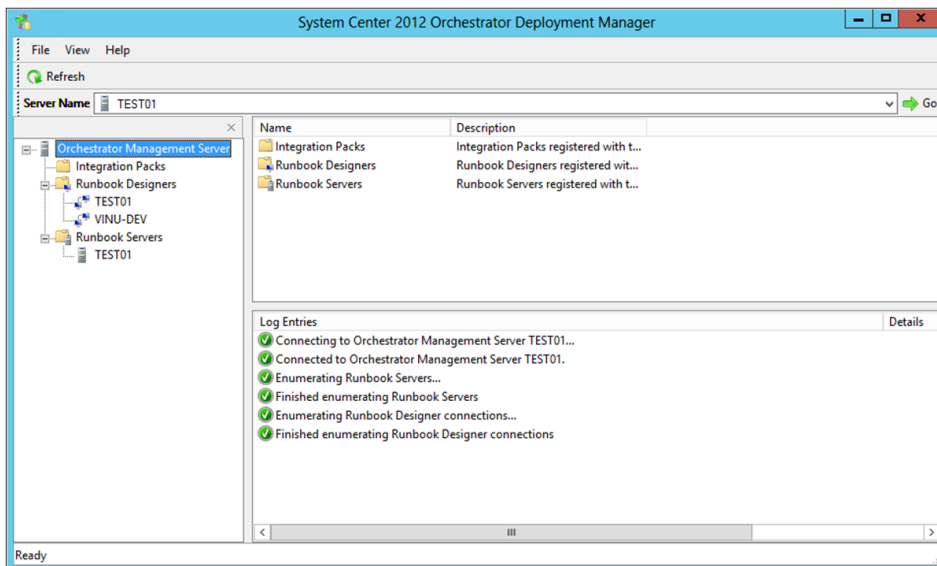 System Center 2012 Orchestrator Deployment Manager
File View Help
Refresh
Server Name TEST01 Go
Orchestrator Management Server
Integration Packs
Runbook Designers
TEST01
VINU-DEV
Runbook Servers
TEST01
Name Description
Integration Packs Integration Packs registered with t...
Runbook Designers Runbook Designers registered wit...
Runbook Servers Runbook Servers registered with t...
Log Entries Details
Connecting to Orchestrator Management Server TEST01...
Connected to Orchestrator Management Server TEST01.
Enumerating Runbook Servers...
Finished enumerating Runbook Servers
Enumerating Runbook Designer connections...
Finished enumerating Runbook Designer connections
Ready